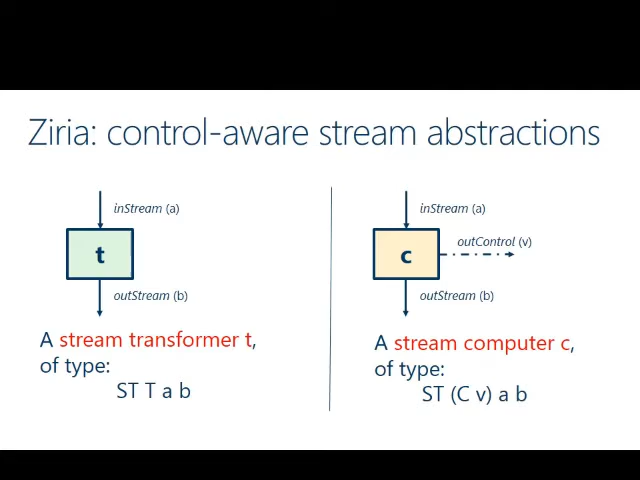 Ziria: control-aware stream abstractions
inStream (a)
t
outStream (b)
A stream transformer t,
of type:
ST T a b
inStream (a)
outControl (v)
c
outStream (b)
A stream computer c,
of type:
ST (C v) a b